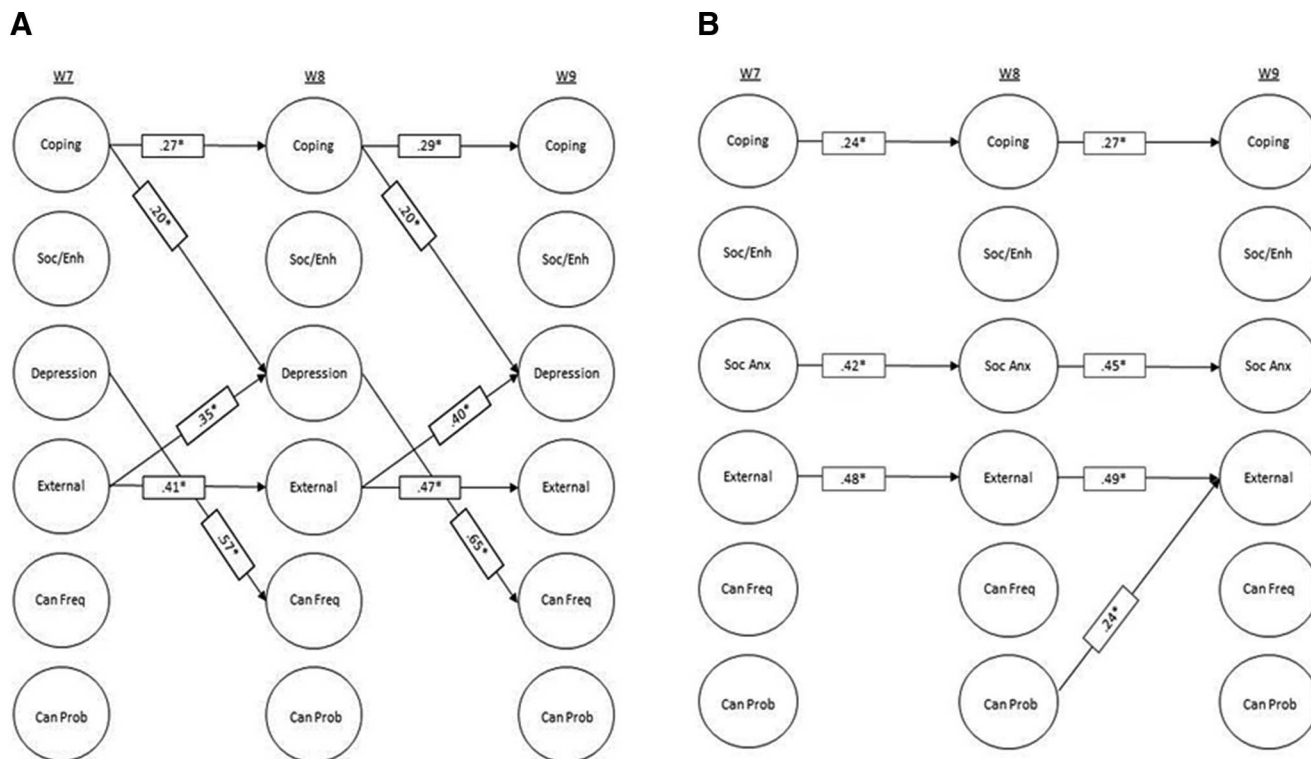 A
W7 W8 W9
Coping .27* Coping .29* Coping
.20* .20*
Soc/Enh Soc/Enh Soc/Enh
Depression Depression Depression
.35* .40*
External .41* External .47* External
.57* .65*
Can Freq Can Freq Can Freq
Can Prob Can Prob Can Prob
B
W7 W8 W9
Coping .24* Coping .27* Coping
Soc/Enh Soc/Enh Soc/Enh
Soc Anx .42* Soc Anx .45* Soc Anx
External .48* External .49* External
Can Freq Can Freq Can Freq
.24*
Can Prob Can Prob Can Prob